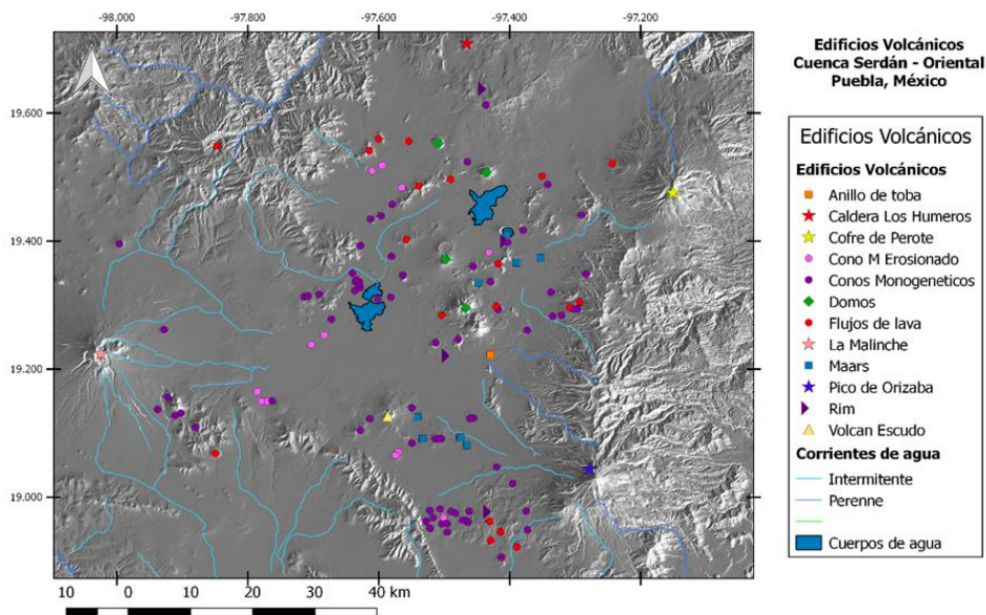 -98.000
-97.800
-97.600
-97.400
-97.200
19.600
19.400
19.200
19.000
10 0 10 20 30 40 km
Edificios Volcánicos
Cuenca Serdán - Oriental
Puebla, México
Edificios Volcánicos
Edificios Volcánicos
Anillo de toba
Caldera Los Humeros
Cofre de Perote
Cono M Erosionado
Conos Monogeneticos
Domos
Flujos de lava
La Malinche
Maars
Pico de Orizaba
Rim
Volcan Escudo
Corrientes de agua
Intermitente
Perenne
Cuerpos de agua